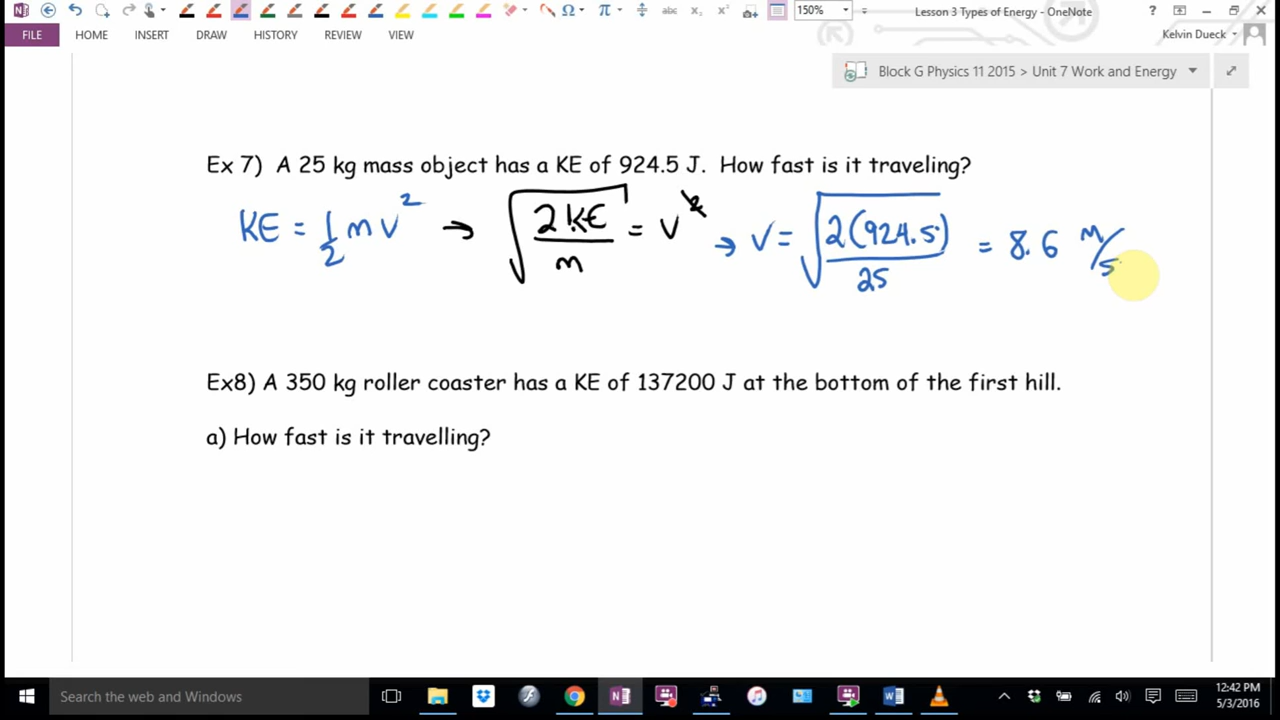 150%
Lesson 3 Types of Energy - OneNote
FILE HOME INSERT DRAW HISTORY REVIEW VIEW
Kelvin Dueck
Block G Physics 11 2015 > Unit 7 Work and Energy
Ex 7) A 25 kg mass object has a KE of 924.5 J. How fast is it traveling?
KE = 1/2 m v² → √(2KE/m) = v² → v = √(2(924.5)/25) = 8.6 m/s
Ex8) A 350 kg roller coaster has a KE of 137200 J at the bottom of the first hill.
a) How fast is it travelling?
Search the web and Windows
12:42 PM
5/3/2016